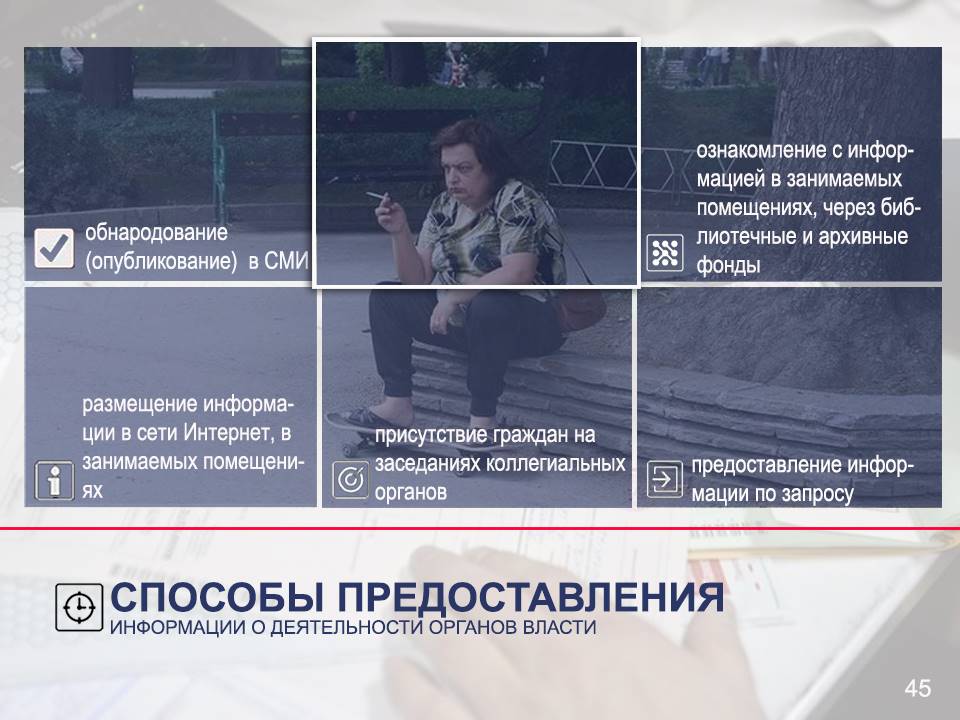 обнародование
(опубликование) в СМИ
ознакомление с инфор-
мацией в занимаемых
помещениях, через биб-
лиотечные и архивные
фонды
размещение информа-
ции в сети Интернет, в
занимаемых помещени-
ях
присутствие граждан на
заседаниях коллегиальных
органов
предоставление инфор-
мации по запросу
СПОСОБЫ ПРЕДОСТАВЛЕНИЯ
ИНФОРМАЦИИ О ДЕЯТЕЛЬНОСТИ ОРГАНОВ ВЛАСТИ
45